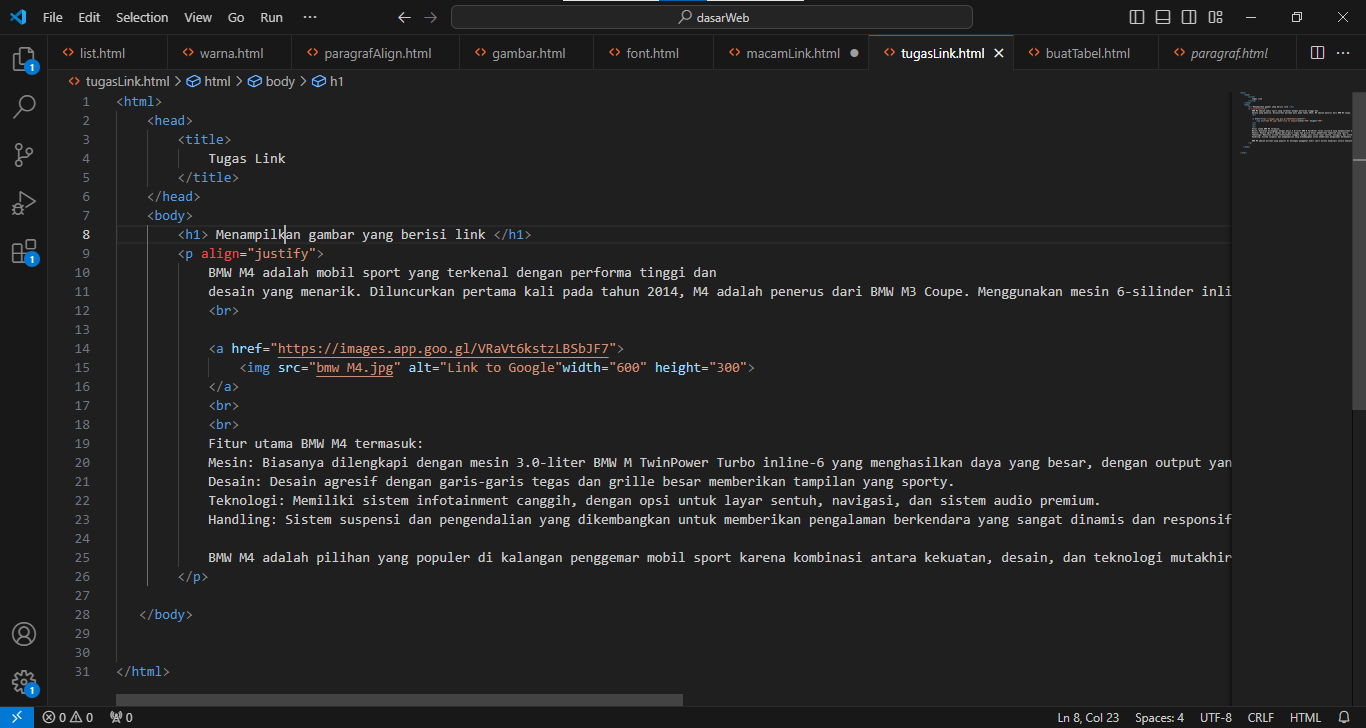 File Edit Selection View Go Run ··· dasarWeb
list.html warna.html paragrafAlign.html gambar.html font.html macamLink.html tugasLink.html buatTabel.html paragraf.html
tugasLink.html > html > body > h1
1 <html>
2 <head>
3 <title>
4 Tugas Link
5 </title>
6 </head>
7 <body>
8 <h1> Menampilkan gambar yang berisi link </h1>
9 <p align="justify">
10 BMW M4 adalah mobil sport yang terkenal dengan performa tinggi dan
11 desain yang menarik. Diluncurkan pertama kali pada tahun 2014, M4 adalah penerus dari BMW M3 Coupe. Menggunakan mesin 6-silinder inli
12 <br>
13
14 <a href="https://images.app.goo.gl/VRaVt6kstzLBSbJF7">
15 <img src="bmw M4.jpg" alt="Link to Google"width="600" height="300">
16 </a>
17 <br>
18 <br>
19 Fitur utama BMW M4 termasuk:
20 Mesin: Biasanya dilengkapi dengan mesin 3.0-liter BMW M TwinPower Turbo inline-6 yang menghasilkan daya yang besar, dengan output yan
21 Desain: Desain agresif dengan garis-garis tegas dan grille besar memberikan tampilan yang sporty.
22 Teknologi: Memiliki sistem infotainment canggih, dengan opsi untuk layar sentuh, navigasi, dan sistem audio premium.
23 Handling: Sistem suspensi dan pengendalian yang dikembangkan untuk memberikan pengalaman berkendara yang sangat dinamis dan responsif
24
25 BMW M4 adalah pilihan yang populer di kalangan penggemar mobil sport karena kombinasi antara kekuatan, desain, dan teknologi mutakhir
26 </p>
27
28 </body>
29
30
31 </html>
1
1
1
0 0 0 Ln 8, Col 23 Spaces: 4 UTF-8 CRLF HTML